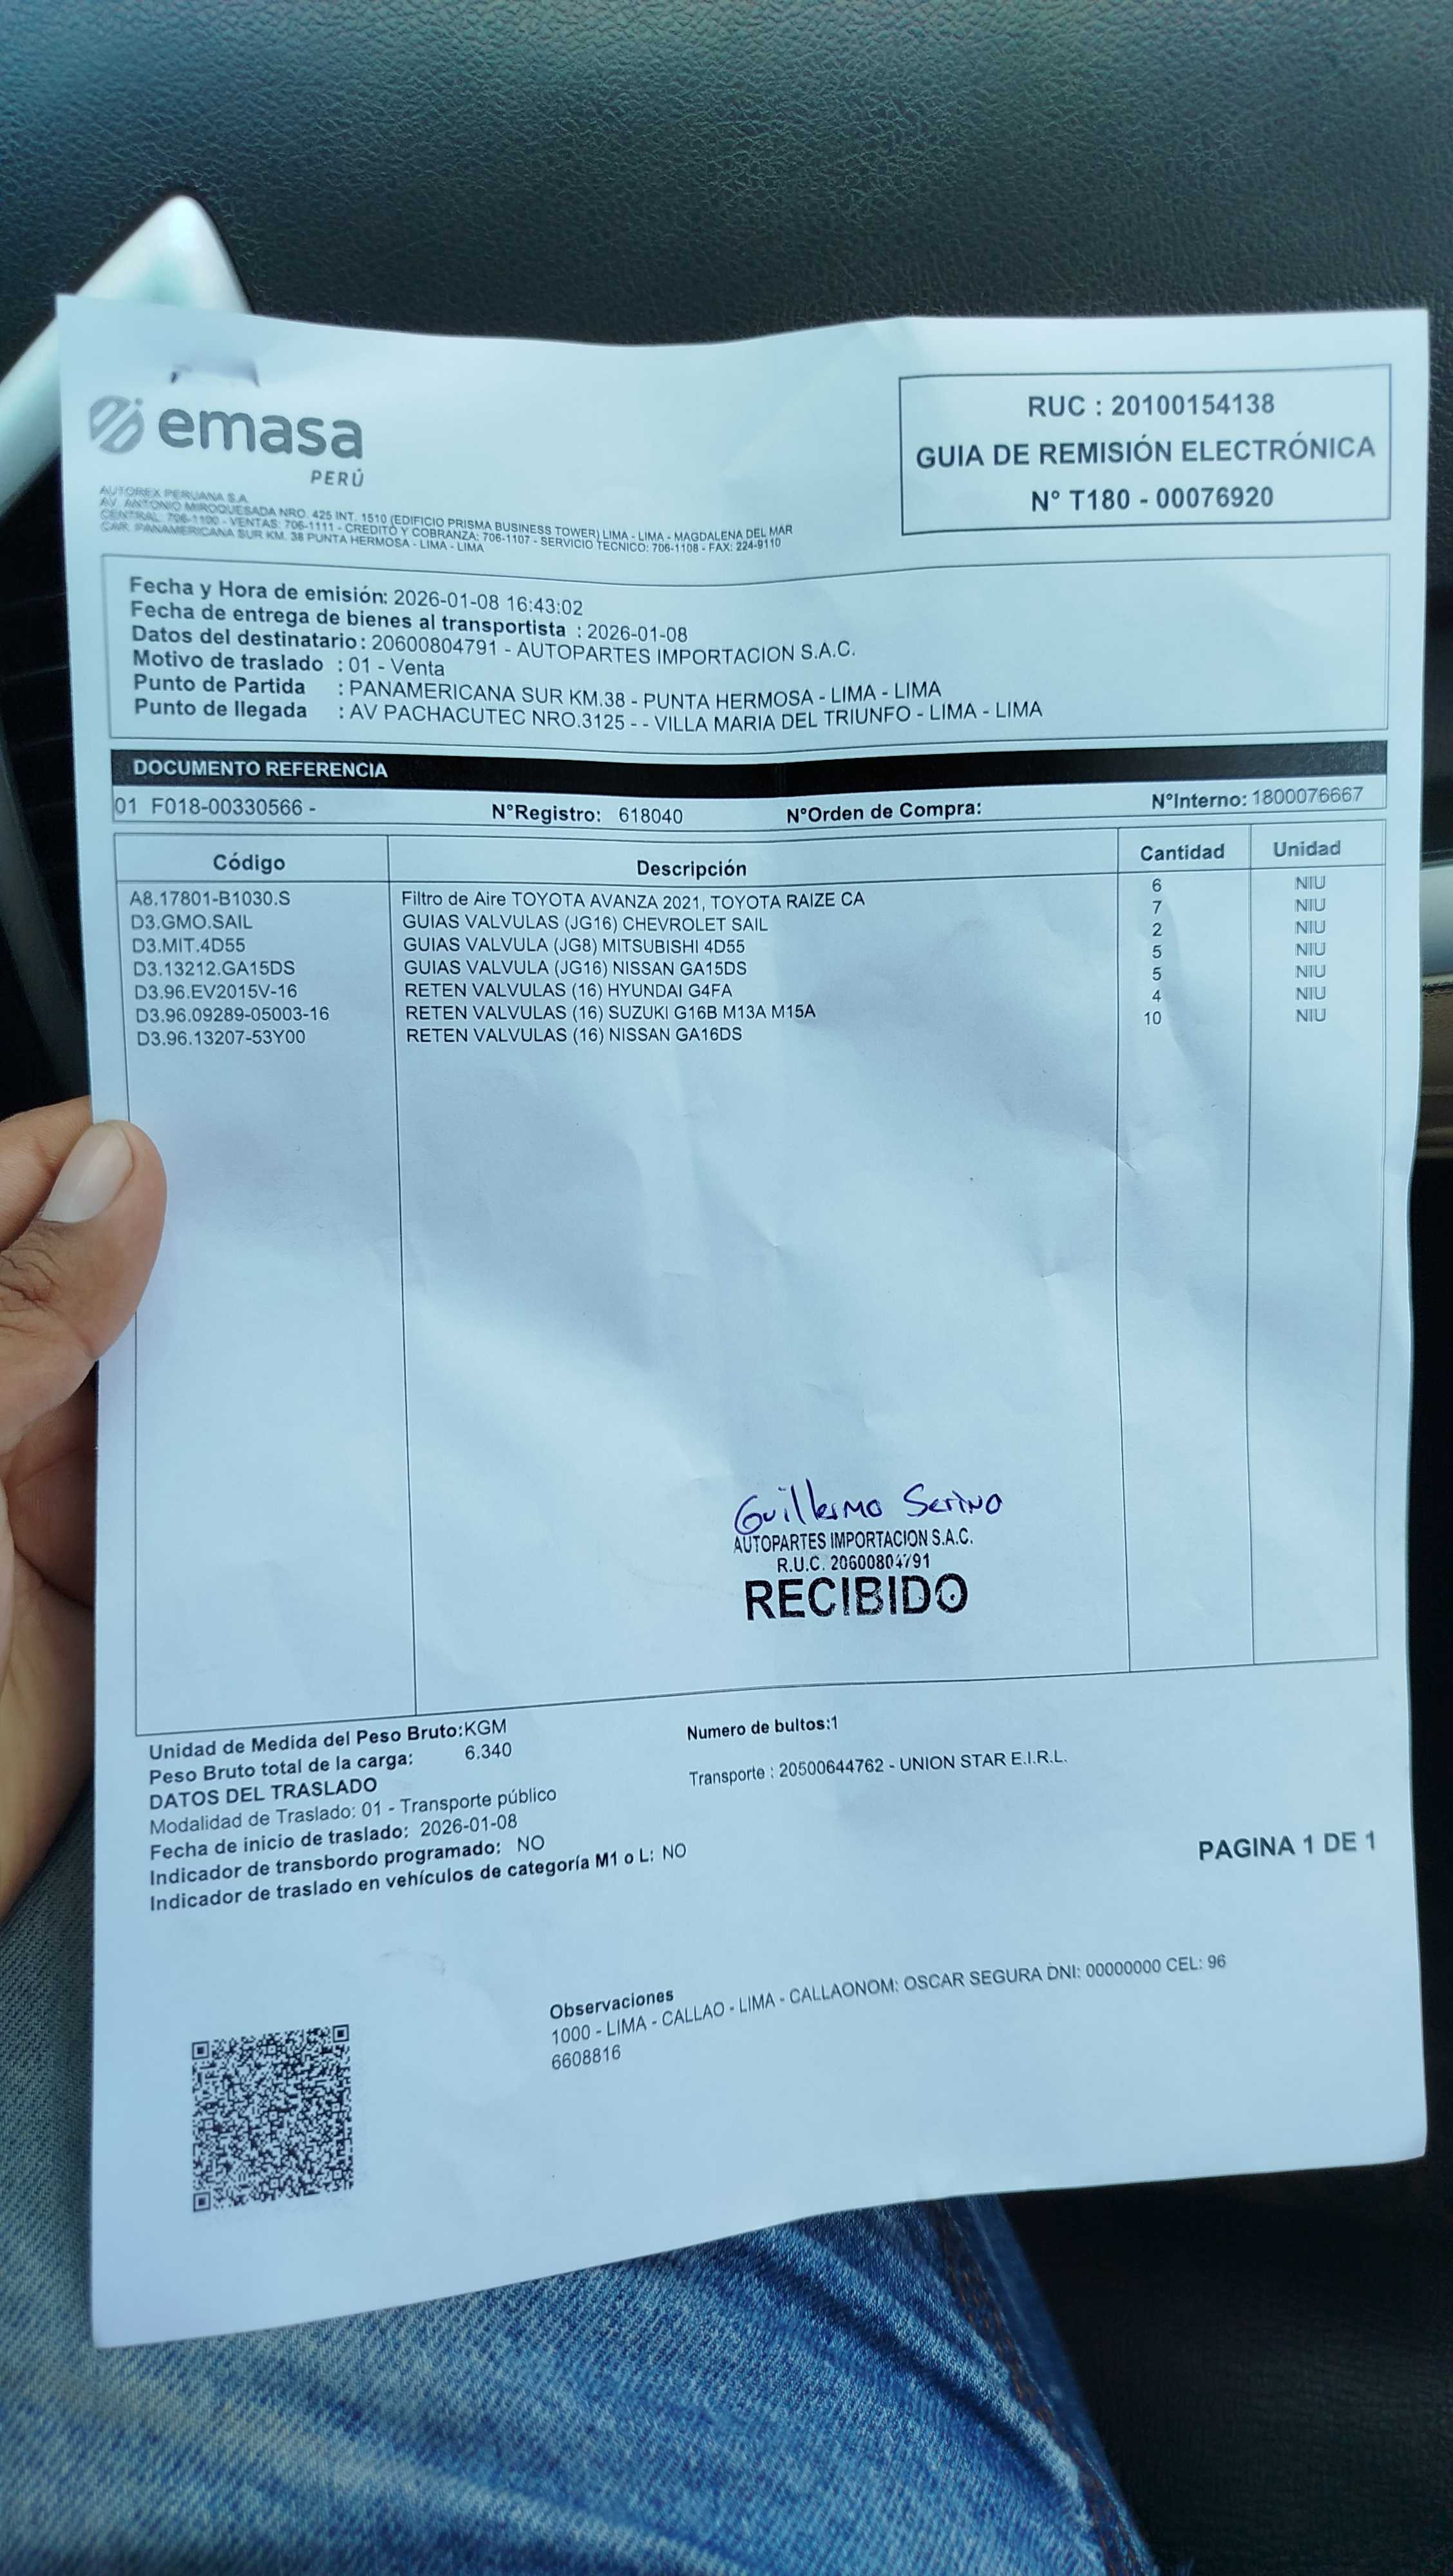 emasa
PERÚ
RUC : 20100154138
GUIA DE REMISIÓN ELECTRÓNICA
N° T180 - 00076920
AUTOREX PERUANA S.A
AV. ANTONIO MIROQUESADA NRO. 425 INT. 1510 (EDIFICIO PRISMA BUSINESS TOWER) LIMA - LIMA - MAGDALENA DEL MAR
CENTRAL: 706-1100 - VENTAS: 706-1111 - CREDITO Y COBRANZA: 706-1107 - SERVICIO TECNICO: 706-1108 - FAX: 224-9110
CAR. PANAMERICANA SUR KM. 38 PUNTA HERMOSA - LIMA - LIMA
Fecha y Hora de emisión: 2026-01-08 16:43:02
Fecha de entrega de bienes al transportista : 2026-01-08
Datos del destinatario: 20600804791 - AUTOPARTES IMPORTACION S.A.C.
Motivo de traslado : 01 - Venta
Punto de Partida : PANAMERICANA SUR KM.38 - PUNTA HERMOSA - LIMA - LIMA
Punto de llegada : AV PACHACUTEC NRO.3125 - - VILLA MARIA DEL TRIUNFO - LIMA - LIMA
DOCUMENTO REFERENCIA
01 F018-00330566 - N°Registro: 618040 N°Orden de Compra: N°Interno: 1800076667
Código Descripción Cantidad Unidad
A8.17801-B1030.S Filtro de Aire TOYOTA AVANZA 2021, TOYOTA RAIZE CA 6 NIU
D3.GMO.SAIL GUIAS VALVULAS (JG16) CHEVROLET SAIL 7 NIU
D3.MIT.4D55 GUIAS VALVULA (JG8) MITSUBISHI 4D55 2 NIU
D3.13212.GA15DS GUIAS VALVULA (JG16) NISSAN GA15DS 5 NIU
D3.96.EV2015V-16 RETEN VALVULAS (16) HYUNDAI G4FA 5 NIU
D3.96.09289-05003-16 RETEN VALVULAS (16) SUZUKI G16B M13A M15A 4 NIU
D3.96.13207-53Y00 RETEN VALVULAS (16) NISSAN GA16DS 10 NIU
Guillermo Serino
AUTOPARTES IMPORTACION S.A.C.
R.U.C. 20600804791
RECIBIDO
Unidad de Medida del Peso Bruto:KGM
Numero de bultos:1
Peso Bruto total de la carga: 6.340
Transporte : 20500644762 - UNION STAR E.I.R.L.
DATOS DEL TRASLADO
Modalidad de Traslado: 01 - Transporte público
Fecha de inicio de traslado: 2026-01-08
Indicador de transbordo programado: NO
Indicador de traslado en vehículos de categoría M1 o L: NO
PAGINA 1 DE 1
Observaciones
1000 - LIMA - CALLAO - LIMA - CALLAONOM: OSCAR SEGURA DNI: 00000000 CEL: 96
6608816